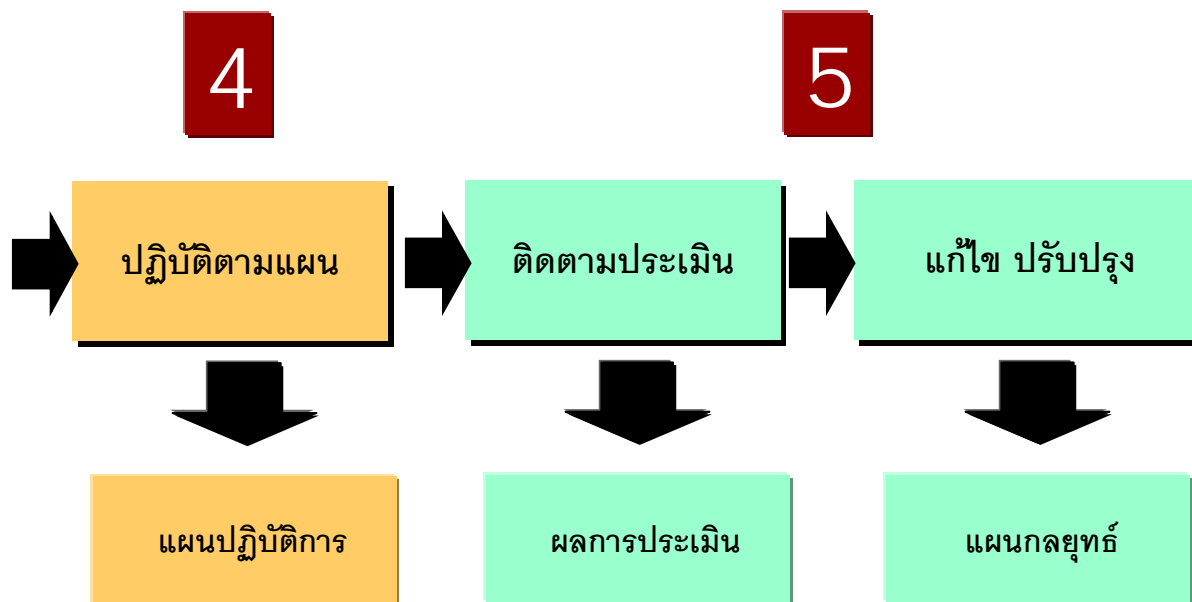 4
5
ปฏิบัติตามแผน
ติดตามประเมิน
แก้ไข ปรับปรุง
แผนปฏิบัติการ
ผลการประเมิน
แผนกลยุทธ์